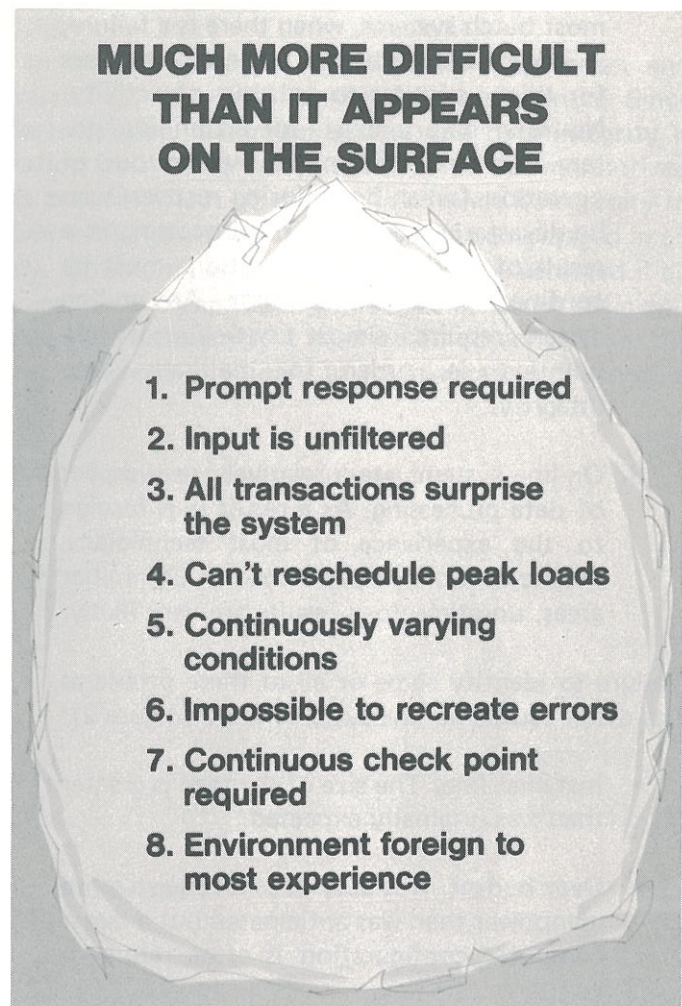 MUCH MORE DIFFICULT
THAN IT APPEARS
ON THE SURFACE
1. Prompt response required
2. Input is unfiltered
3. All transactions surprise
the system
4. Can't reschedule peak loads
5. Continuously varying
conditions
6. Impossible to recreate errors
7. Continuous check point
required
8. Environment foreign to
most experience